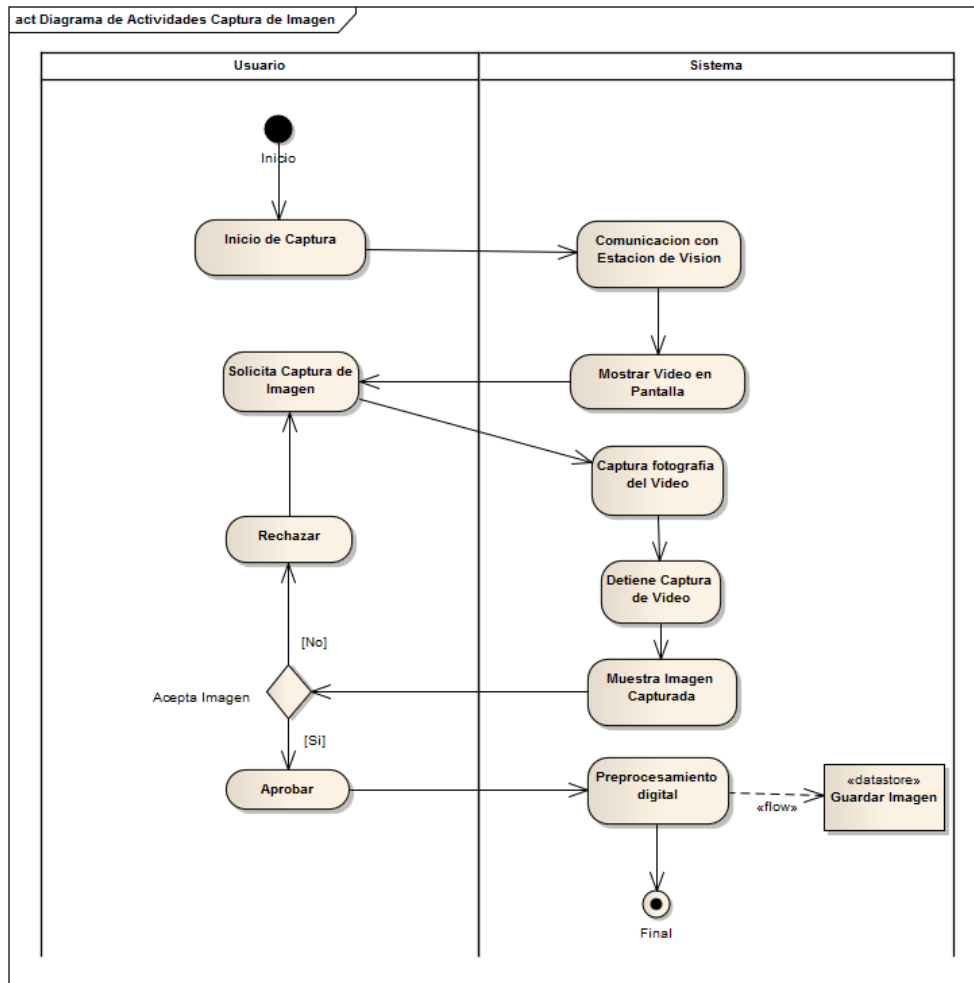 act Diagrama de Actividades Captura de Imagen
Usuario
Sistema
Inicio
Inicio de Captura
Comunicacion con
Estacion de Vision
Solicita Captura de
Imagen
Mostrar Video en
Pantalla
Captura fotografia
del Video
Rechazar
Detiene Captura
de Video
[No]
Acepta Imagen
Muestra Imagen
Capturada
[Si]
Aprobar
Preprocesamiento
digital
«flow»
«datastore»
Guardar Imagen
Final